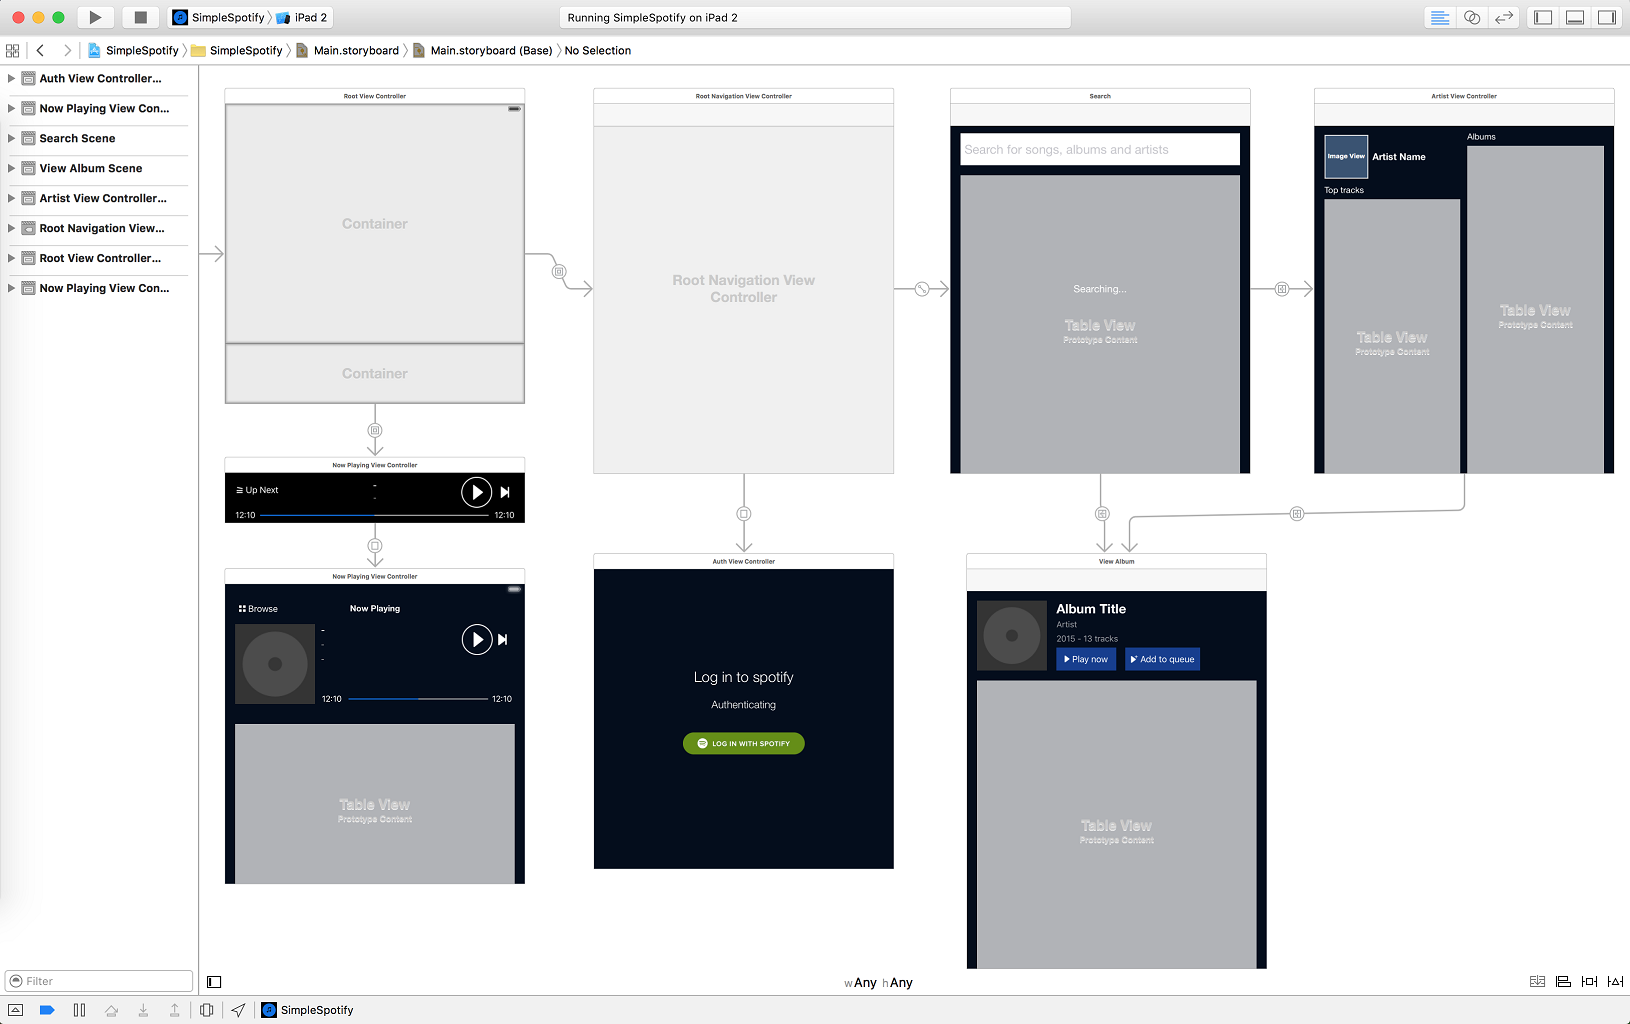 SimpleSpotify
iPad 2
Running SimpleSpotify on iPad 2
SimpleSpotify
SimpleSpotify
Main.storyboard
Main.storyboard (Base)
No Selection
Auth View Controller...
Now Playing View Con...
Search Scene
View Album Scene
Artist View Controller...
Root Navigation View...
Root View Controller...
Now Playing View Con...
Root View Controller
Container
Container
Root Navigation View Controller
Root Navigation View
Controller
Search
Search for songs, albums and artists
Searching...
Table View
Prototype Content
Artist View Controller
Image View
Artist Name
Albums
Top tracks
Table View
Prototype Content
Table View
Prototype Content
Now Playing View Controller
Up Next
-
-
12:10
12:10
Now Playing View Controller
Browse
Now Playing
-
-
-
12:10
12:10
Table View
Prototype Content
Auth View Controller
Log in to spotify
Authenticating
LOG IN WITH SPOTIFY
View Album
Album Title
Artist
2015 - 13 tracks
Play now
Add to queue
Table View
Prototype Content
Filter
wAny hAny
SimpleSpotify